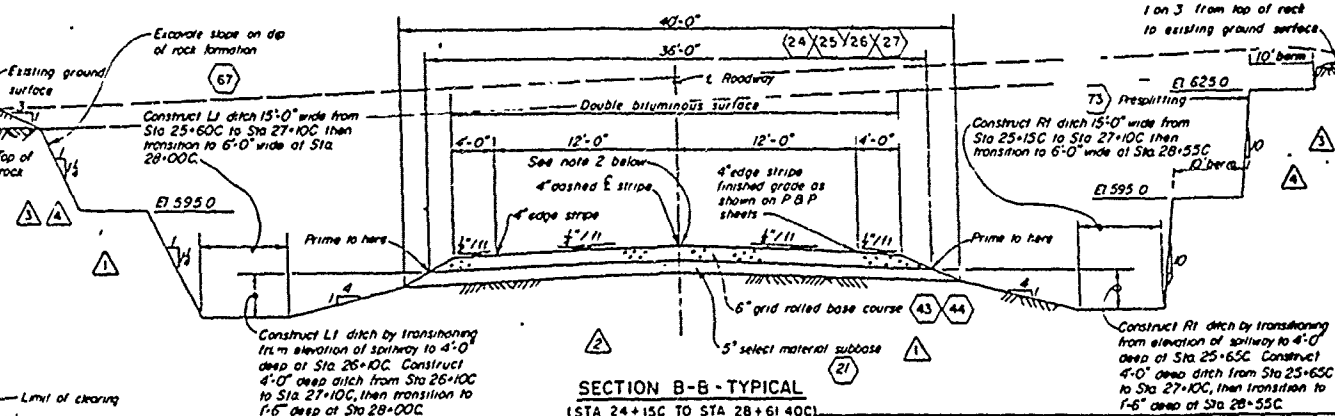 40'-0"
36'-0"
24 25 26 27
℄ Roadway
Double bituminous surface
4'-0" 12'-0" 12'-0" 4'-0"
See note 2 below
4" dashed ℄ stripe
4" edge stripe
4" edge stripe
finished grade as
shown on P & P
sheets
Prime to here
Prime to here
Excavate slope on dip
of rock formation
Existing ground
surface
67
3
1
Construct Lt ditch 15'-0" wide from
Sta 25+60C to Sta 27+10C then
transition to 6'-0" wide at Sta.
28+00C.
Top of
rock
3 4
El 595 0
1
1 on 3 from top of rock
to existing ground surface
10' berm
El 625 0
73 Presplitting
Construct Rt ditch 15'-0" wide from
Sta 25+15C to Sta 27+10C then
transition to 6'-0" wide at Sta 28+55C
10
10' berm
3
4
El 595 0
10
1 4
4 1
6" grid rolled base course 43 44
5" select material subbase
21
2
1
Construct Lt ditch by transitioning
from elevation of spillway to 4'-0"
deep at Sta 26+10C Construct
4'-0" deep ditch from Sta 26+10C
to Sta 27+10C, then transition to
1'-6" deep at Sta 28+00C.
Construct Rt ditch by transitioning
from elevation of spillway to 4'-0"
deep at Sta 25+65C Construct
4'-0" deep ditch from Sta 25+65C
to Sta 27+10C, then transition to
1'-6" deep at Sta 28+55C
Limit of clearing
SECTION B-B - TYPICAL
(STA 24+15C TO STA 28+61 40C)